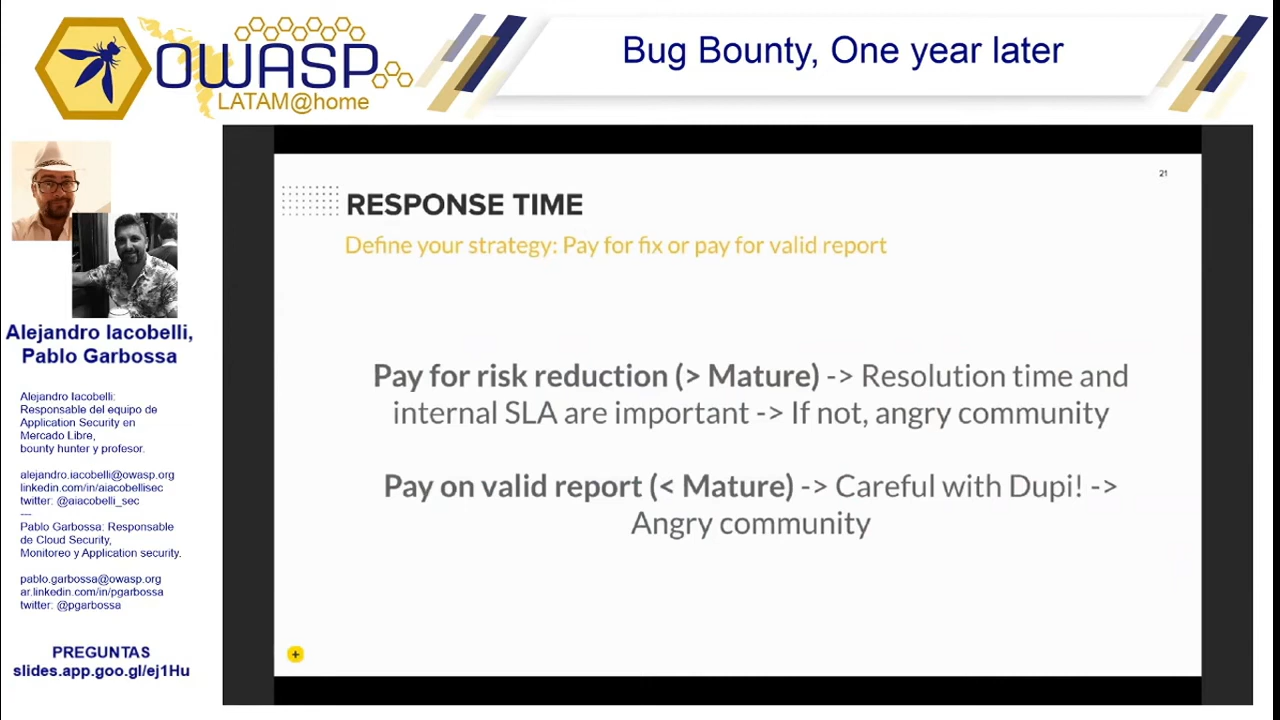 OWASP
LATAM@home
Bug Bounty, One year later
Alejandro Iacobelli,
Pablo Garbossa
Alejandro Iacobelli:
Responsable del equipo de
Application Security en
Mercado Libre,
bounty hunter y profesor.
alejandro.iacobelli@owasp.org
linkedin.com/in/aiacobellisec
twitter: @aiacobelli_sec
---
Pablo Garbossa: Responsable
de Cloud Security,
Monitoreo y Application security.
pablo.garbossa@owasp.org
ar.linkedin.com/in/pgarbossa
twitter: @pgarbossa
PREGUNTAS
slides.app.goo.gl/ej1Hu
21
RESPONSE TIME
Define your strategy: Pay for fix or pay for valid report
Pay for risk reduction (> Mature) -> Resolution time and
internal SLA are important -> If not, angry community
Pay on valid report (< Mature) -> Careful with Dupi! ->
Angry community